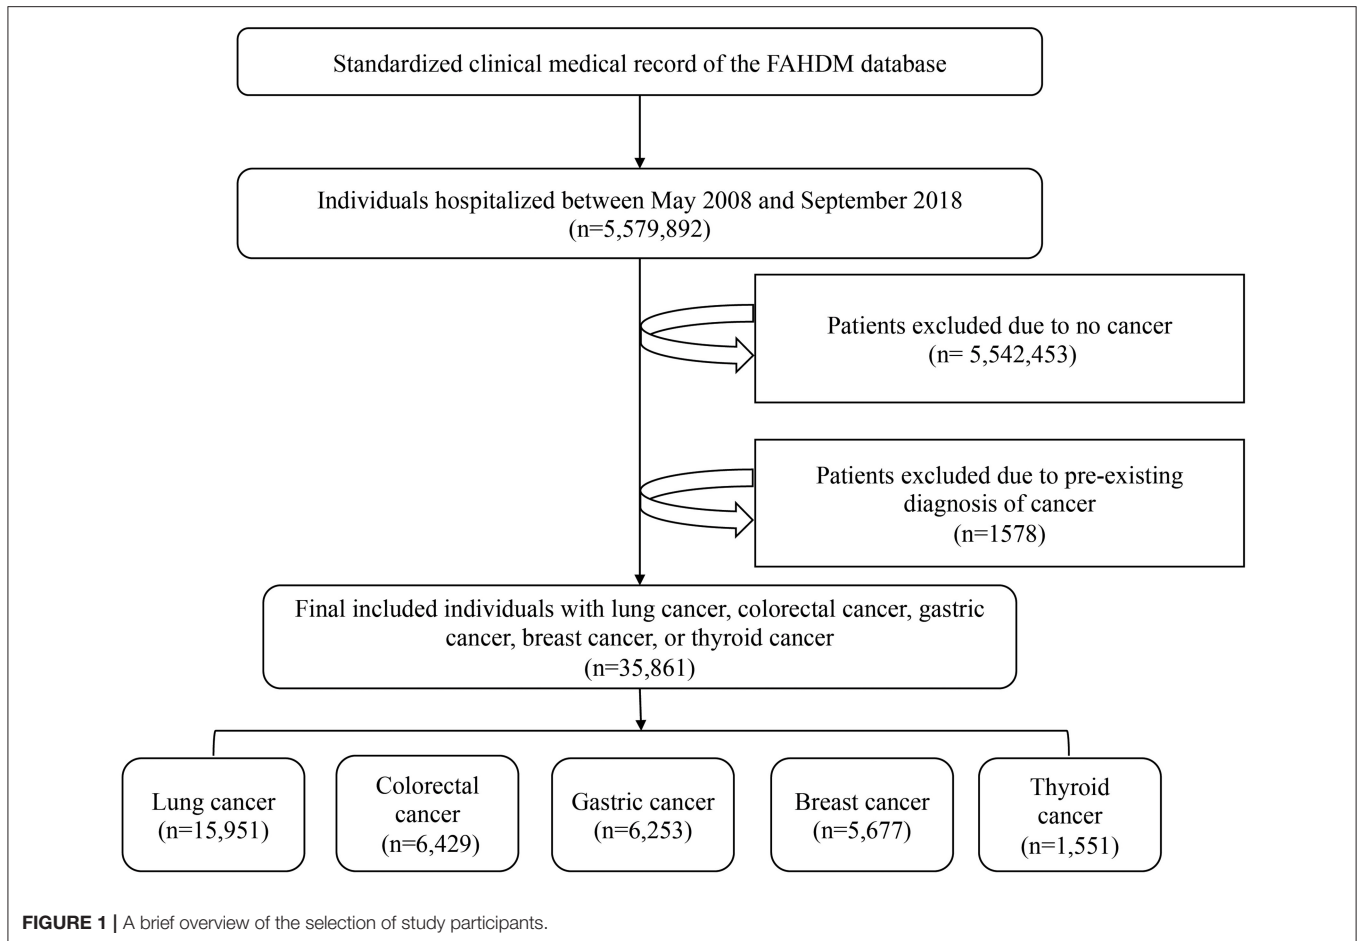 Standardized clinical medical record of the FAHDM database
Individuals hospitalized between May 2008 and September 2018
(n=5,579,892)
Patients excluded due to no cancer
(n= 5,542,453)
Patients excluded due to pre-existing
diagnosis of cancer
(n=1578)
Final included individuals with lung cancer, colorectal cancer, gastric
cancer, breast cancer, or thyroid cancer
(n=35,861)
Lung cancer
(n=15,951)
Colorectal
cancer
(n=6,429)
Gastric cancer
(n=6,253)
Breast cancer
(n=5,677)
Thyroid
cancer
(n=1,551)
FIGURE 1 | A brief overview of the selection of study participants.